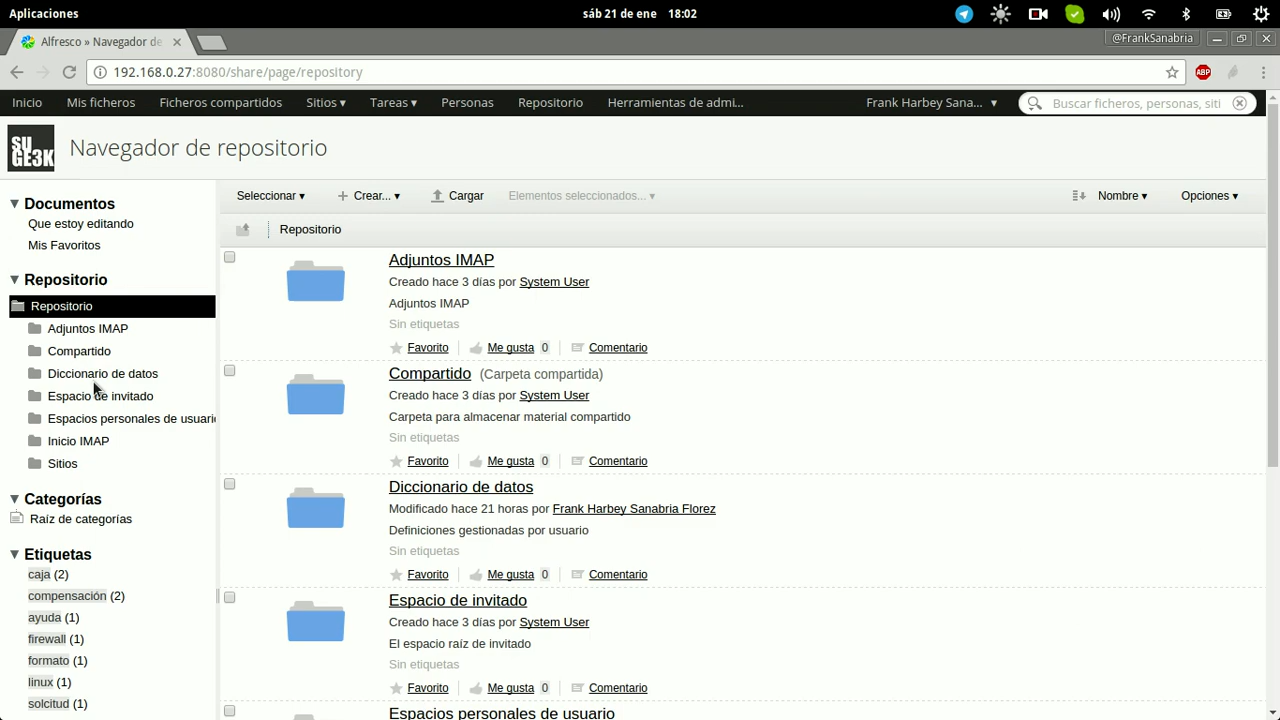 Aplicaciones
sáb 21 de ene 18:02
Alfresco » Navegador de
@FrankSanabria
192.168.0.27:8080/share/page/repository
ABP
Inicio Mis ficheros Ficheros compartidos Sitios Tareas Personas Repositorio Herramientas de admi... Frank Harbey Sana... Buscar ficheros, personas, siti
SU
GE3K
Navegador de repositorio
Documentos
Que estoy editando
Mis Favoritos
Repositorio
Repositorio
Adjuntos IMAP
Compartido
Diccionario de datos
Espacio de invitado
Espacios personales de usuario
Inicio IMAP
Sitios
Categorías
Raíz de categorías
Etiquetas
caja (2)
compensación (2)
ayuda (1)
firewall (1)
formato (1)
linux (1)
solcitud (1)
Seleccionar Crear... Cargar Elementos seleccionados... Nombre Opciones
Repositorio
Adjuntos IMAP
Creado hace 3 días por System User
Adjuntos IMAP
Sin etiquetas
Favorito Me gusta 0 Comentario
Compartido (Carpeta compartida)
Creado hace 3 días por System User
Carpeta para almacenar material compartido
Sin etiquetas
Favorito Me gusta 0 Comentario
Diccionario de datos
Modificado hace 21 horas por Frank Harbey Sanabria Florez
Definiciones gestionadas por usuario
Sin etiquetas
Favorito Me gusta 0 Comentario
Espacio de invitado
Creado hace 3 días por System User
El espacio raíz de invitado
Sin etiquetas
Favorito Me gusta 0 Comentario
Espacios personales de usuario